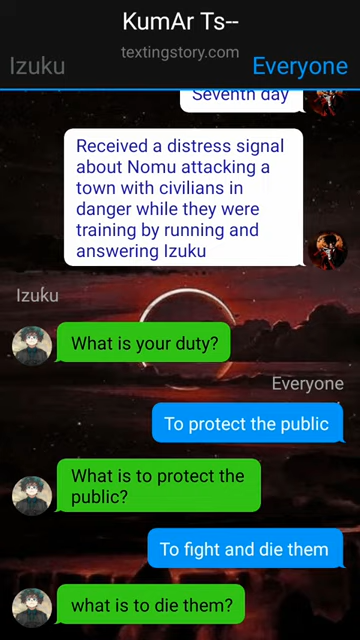 KumAr Ts--
textingstory.com
Izuku
Everyone
Seventh day
Received a distress signal
about Nomu attacking a
town with civilians in
danger while they were
training by running and
answering Izuku
Izuku
What is your duty?
Everyone
To protect the public
What is to protect the
public?
To fight and die them
what is to die them?